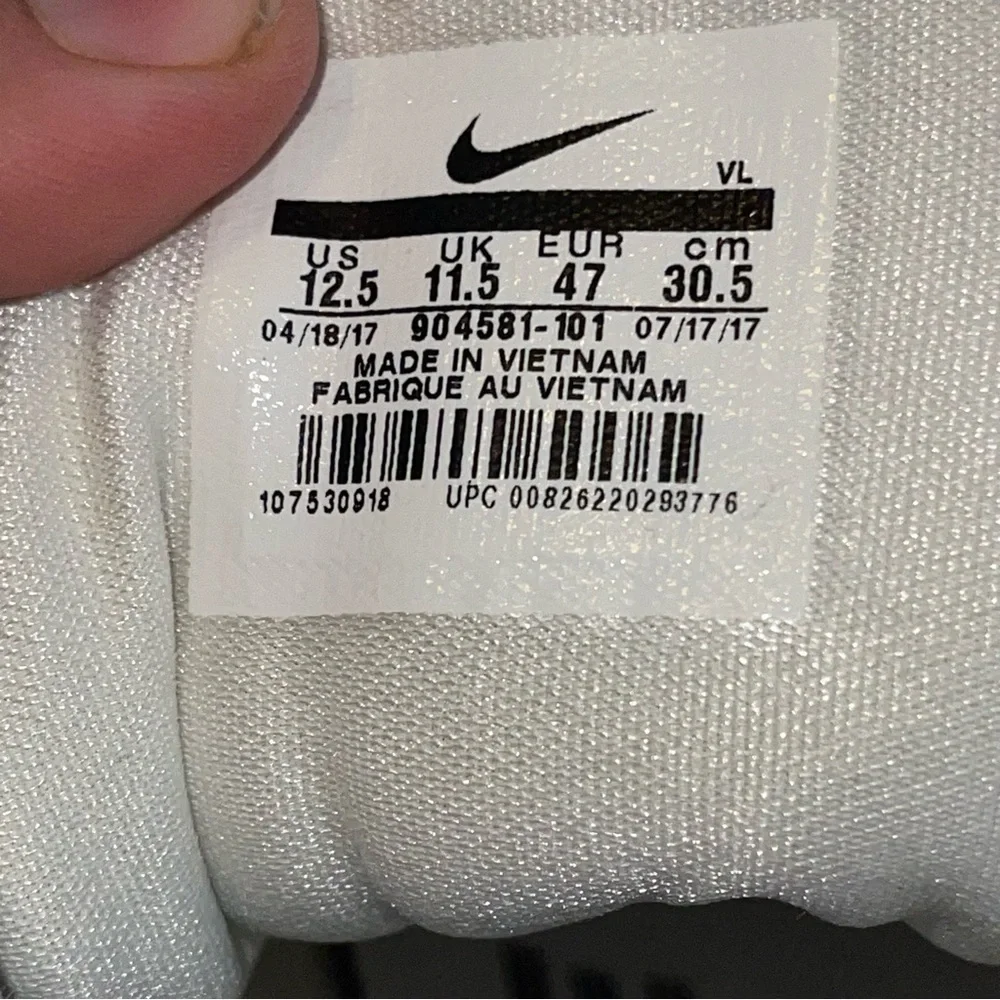 VL
US UK EUR cm
12.5 11.5 47 30.5
04/18/17 904581-101 07/17/17
MADE IN VIETNAM
FABRIQUE AU VIETNAM
107530918 UPC 00826220293776